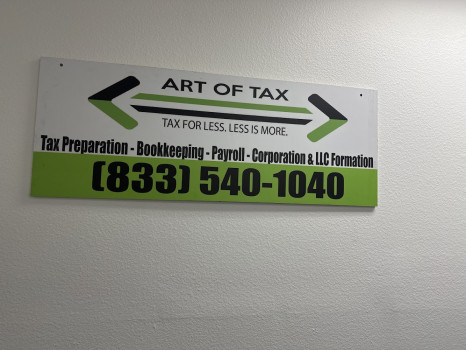 ART OF TAX
TAX FOR LESS. LESS IS MORE.
Tax Preparation - Bookkeeping - Payroll - Corporation & LLC Formation
(833) 540-1040